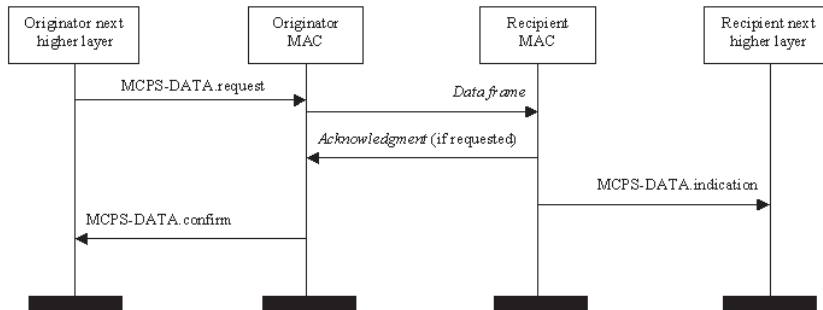 Originator next
higher layer
Originator
MAC
Recipient
MAC
Recipient next
higher layer
MCPS-DATA.request
Data frame
Acknowledgment (if requested)
MCPS-DATA.indication
MCPS-DATA.confirm